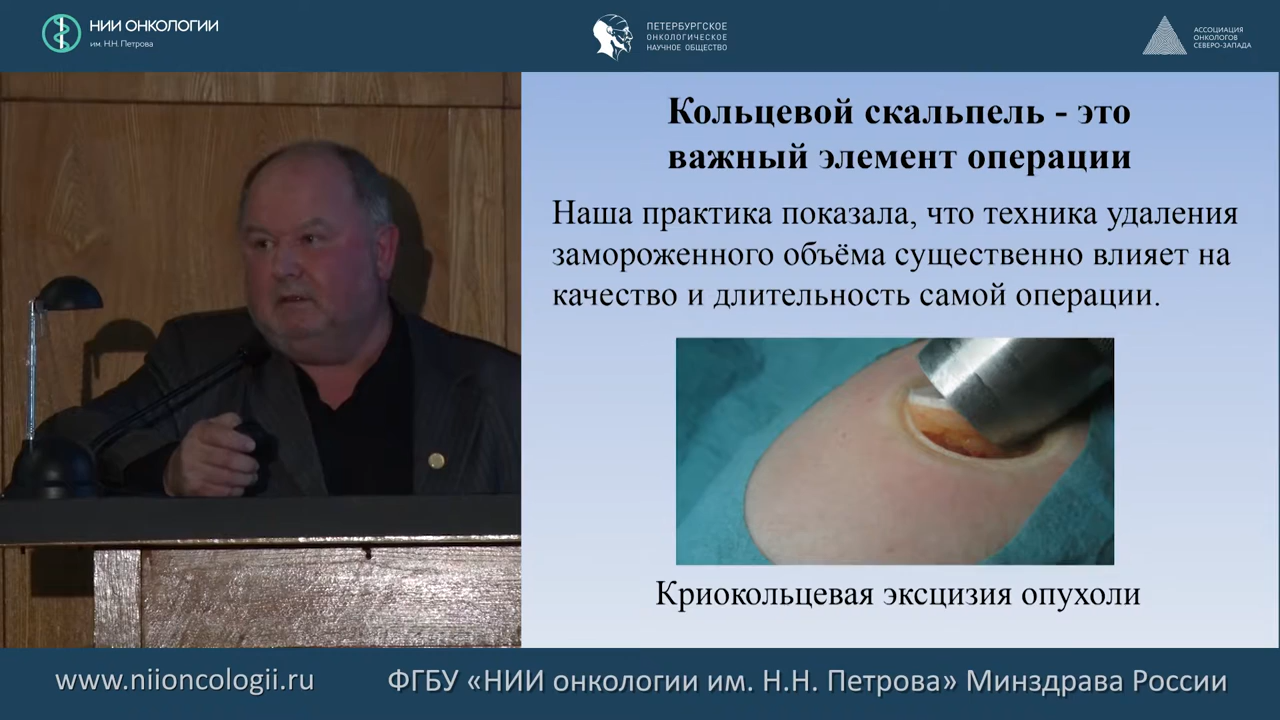 НИИ ОНКОЛОГИИ
им. Н.Н. Петрова
ПЕТЕРБУРГСКОЕ
ОНКОЛОГИЧЕСКОЕ
НАУЧНОЕ ОБЩЕСТВО
АССОЦИАЦИЯ
ОНКОЛОГОВ
СЕВЕРО-ЗАПАДА
Кольцевой скальпель - это
важный элемент операции
Наша практика показала, что техника удаления
замороженного объёма существенно влияет на
качество и длительность самой операции.
Криокольцевая эксцизия опухоли
www.niioncologii.ru
ФГБУ «НИИ онкологии им. Н.Н. Петрова» Минздрава России